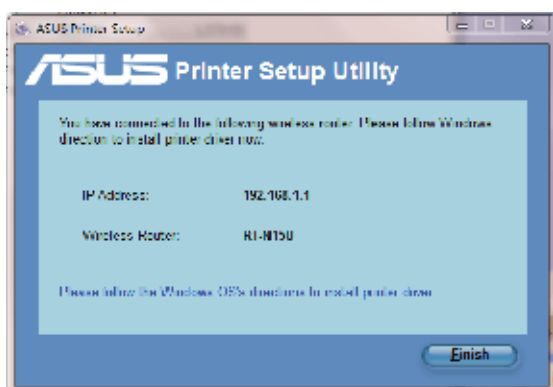 ASUS Printer Setup
ASUS Printer Setup Utility
You have connected to the following wireless router. Please follow Windows
direction to install printer driver now.
IP Address: 192.168.1.1
Wireless Router:
Please follow the Windows OS's directions to install printer driver
Finish